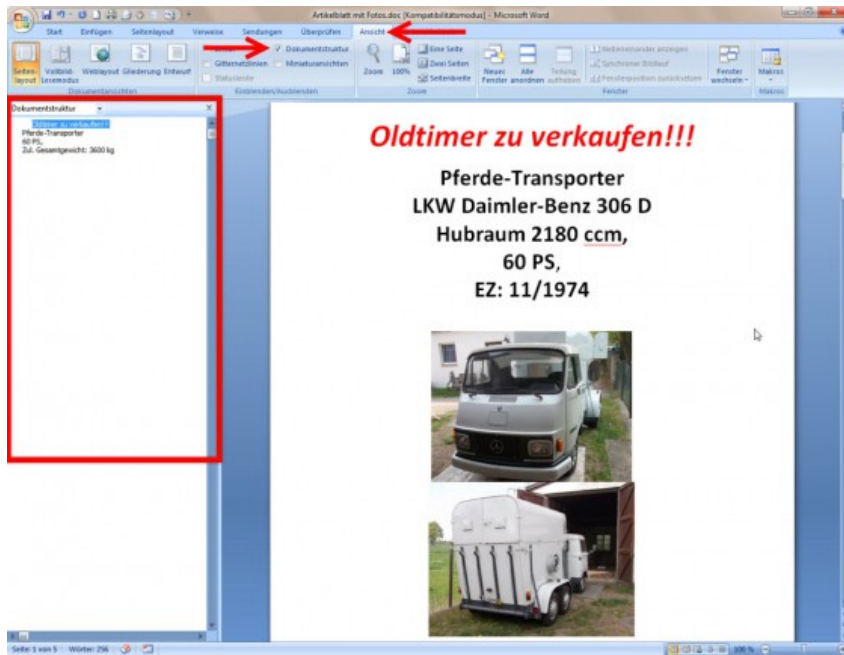 Artikelblatt mit Fotos.doc [Kompatibilitätsmodus] - Microsoft Word
Start Einfügen Seitenlayout Verweise Sendungen Überprüfen Ansicht
Seiten-layout
Vollbild-Lesemodus
Weblayout
Gliederung
Entwurf
Dokumentansichten
Gitternetzlinien
Statusleiste
Dokumentstruktur
Miniaturansichten
Einblenden/Ausblenden
Zoom
100%
Eine Seite
Zwei Seiten
Seitenbreite
Zoom
Neues Fenster
Alle anordnen
Teilung aufheben
Nebeneinander anzeigen
Synchroner Bildlauf
Fensterposition zurücksetzen
Fenster wechseln
Fenster
Makros
Makros
Dokumentstruktur
Oldtimer zu verkaufen!!!
Pferde-Transporter
60 PS,
Zul. Gesamtgewicht: 3600 kg
Oldtimer zu verkaufen!!!
Pferde-Transporter
LKW Daimler-Benz 306 D
Hubraum 2180 ccm,
60 PS,
EZ: 11/1974
Seite: 1 von 5 Wörter: 256
100 %